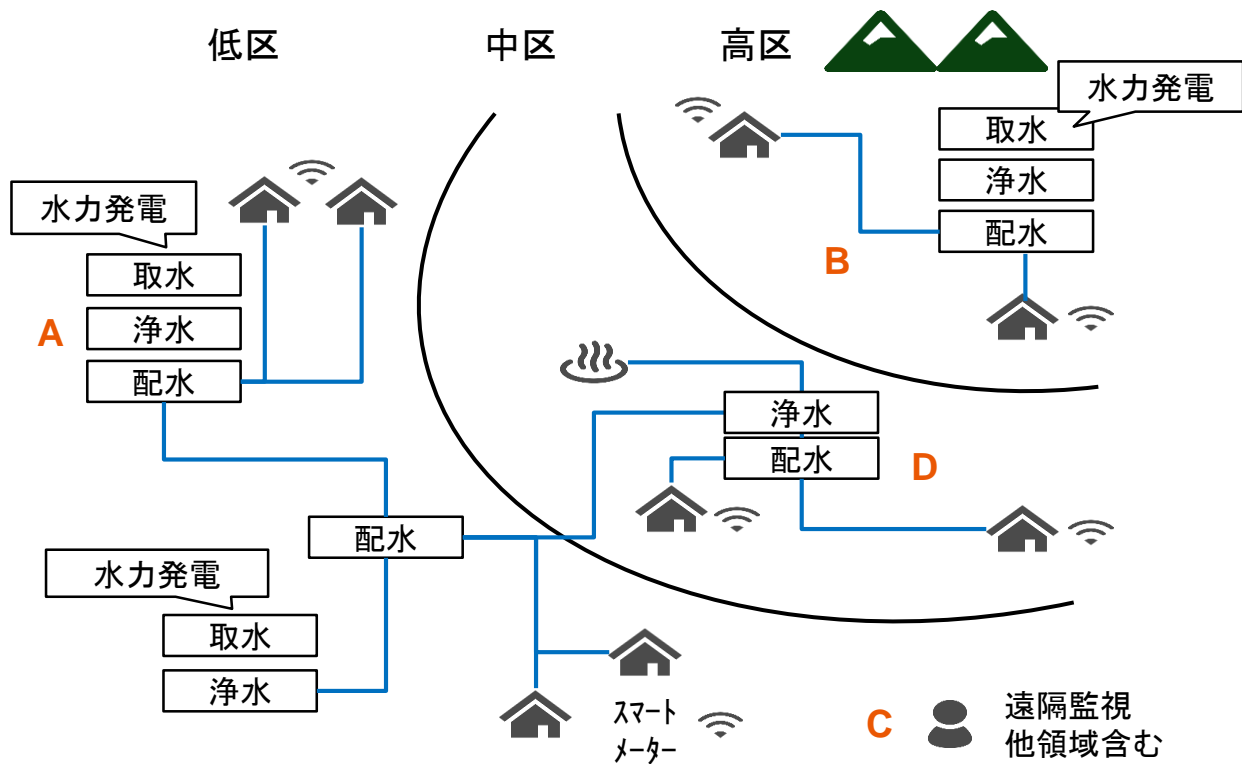 低区
中区
高区
水力発電
取水
浄水
配水
B
水力発電
取水
浄水
配水
A
浄水
配水
D
配水
水力発電
取水
浄水
スマート
メーター
C
遠隔監視
他領域含む